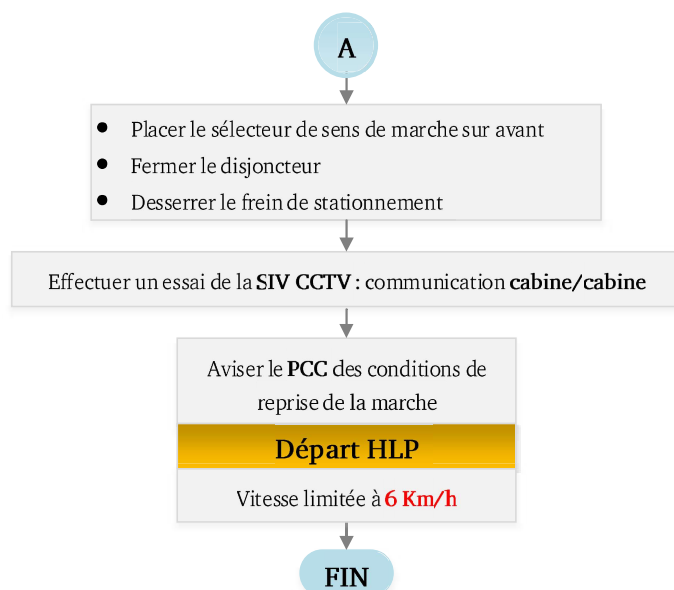 A
● Placer le sélecteur de sens de marche sur avant
● Fermer le disjoncteur
● Desserrer le frein de stationnement
Effectuer un essai de la SIV CCTV : communication cabine/cabine
Aviser le PCC des conditions de
reprise de la marche
Départ HLP
Vitesse limitée à 6 Km/h
FIN